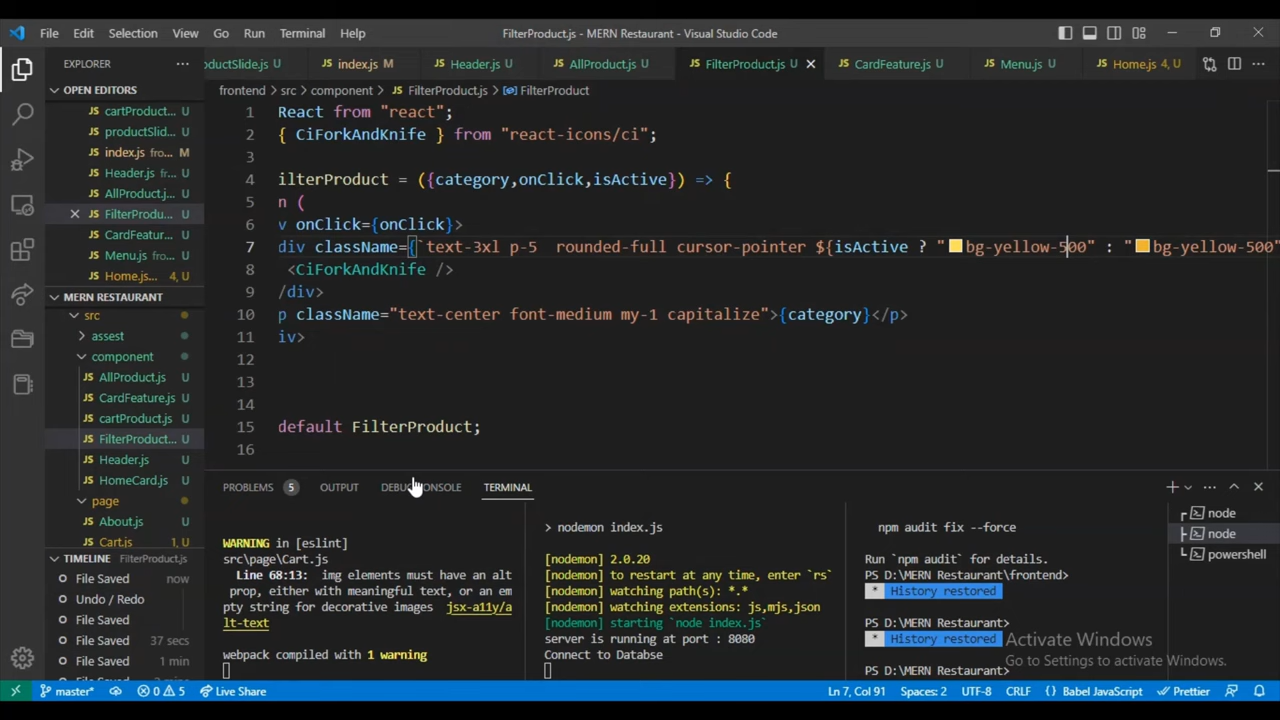 File Edit Selection View Go Run Terminal Help
FilterProduct.js - MERN Restaurant - Visual Studio Code
EXPLORER
OPEN EDITORS
cartProduct... U
productSlid... U
index.js fro... M
Header.js fr... U
AllProduct.j... U
FilterProdu... U
CardFeatur... U
Menu.js fr... U
Home.js ... 4, U
MERN RESTAURANT
src
assest
component
AllProduct.js U
CardFeature.js U
cartProduct.js U
FilterProduct... U
Header.js U
HomeCard.js U
page
About.js U
Cart.js 1, U
TIMELINE FilterProduct.js
File Saved now
Undo / Redo
File Saved
File Saved 37 secs
File Saved 1 min
oductSlide.js U
JS index.js M
JS Header.js U
JS AllProduct.js U
JS FilterProduct.js U
JS CardFeature.js U
JS Menu.js U
JS Home.js 4, U
frontend > src > component > JS FilterProduct.js > FilterProduct
1 React from "react";
2 { CiForkAndKnife } from "react-icons/ci";
3
4 ilterProduct = ({category,onClick,isActive}) => {
5 n (
6 v onClick={onClick}>
7 div className={`text-3xl p-5  rounded-full cursor-pointer ${isActive ? "bg-yellow-500" : "bg-yellow-500"
8 <CiForkAndKnife />
9 /div>
10 p className="text-center font-medium my-1 capitalize">{category}</p>
11 iv>
12
13
14
15 default FilterProduct;
16
PROBLEMS 5 OUTPUT DEBUG CONSOLE TERMINAL
WARNING in [eslint]
src\page\Cart.js
Line 68:13: img elements must have an alt
prop, either with meaningful text, or an em
pty string for decorative images jsx-a11y/a
lt-text
webpack compiled with 1 warning
> nodemon index.js
[nodemon] 2.0.20
[nodemon] to restart at any time, enter `rs`
[nodemon] watching path(s): *.*
[nodemon] watching extensions: js,mjs,json
[nodemon] starting `node index.js`
server is running at port : 8080
Connect to Databse
npm audit fix --force
Run `npm audit` for details.
PS D:\MERN Restaurant\frontend>
* History restored
PS D:\MERN Restaurant>
* History restored
PS D:\MERN Restaurant>
node
node
powershell
Activate Windows
Go to Settings to activate Windows.
master* 0 5 Live Share
Ln 7, Col 91 Spaces: 2 UTF-8 CRLF {} Babel JavaScript Prettier